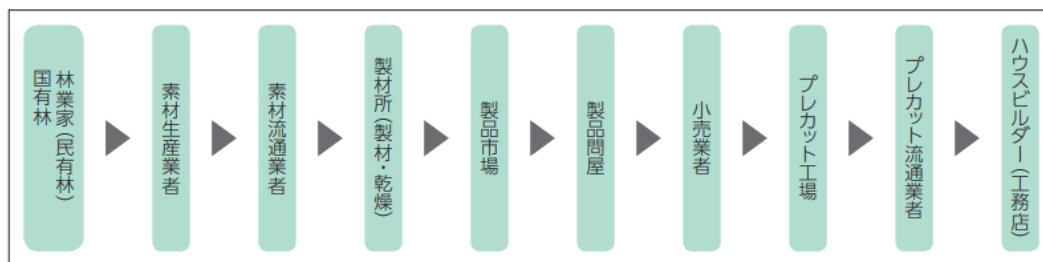 林業家(民有林)
国有林
素材生産業者
素材流通業者
製材所(製材・乾燥)
製品市場
製品問屋
小売業者
プレカット工場
プレカット流通業者
ハウスビルダー(工務店)